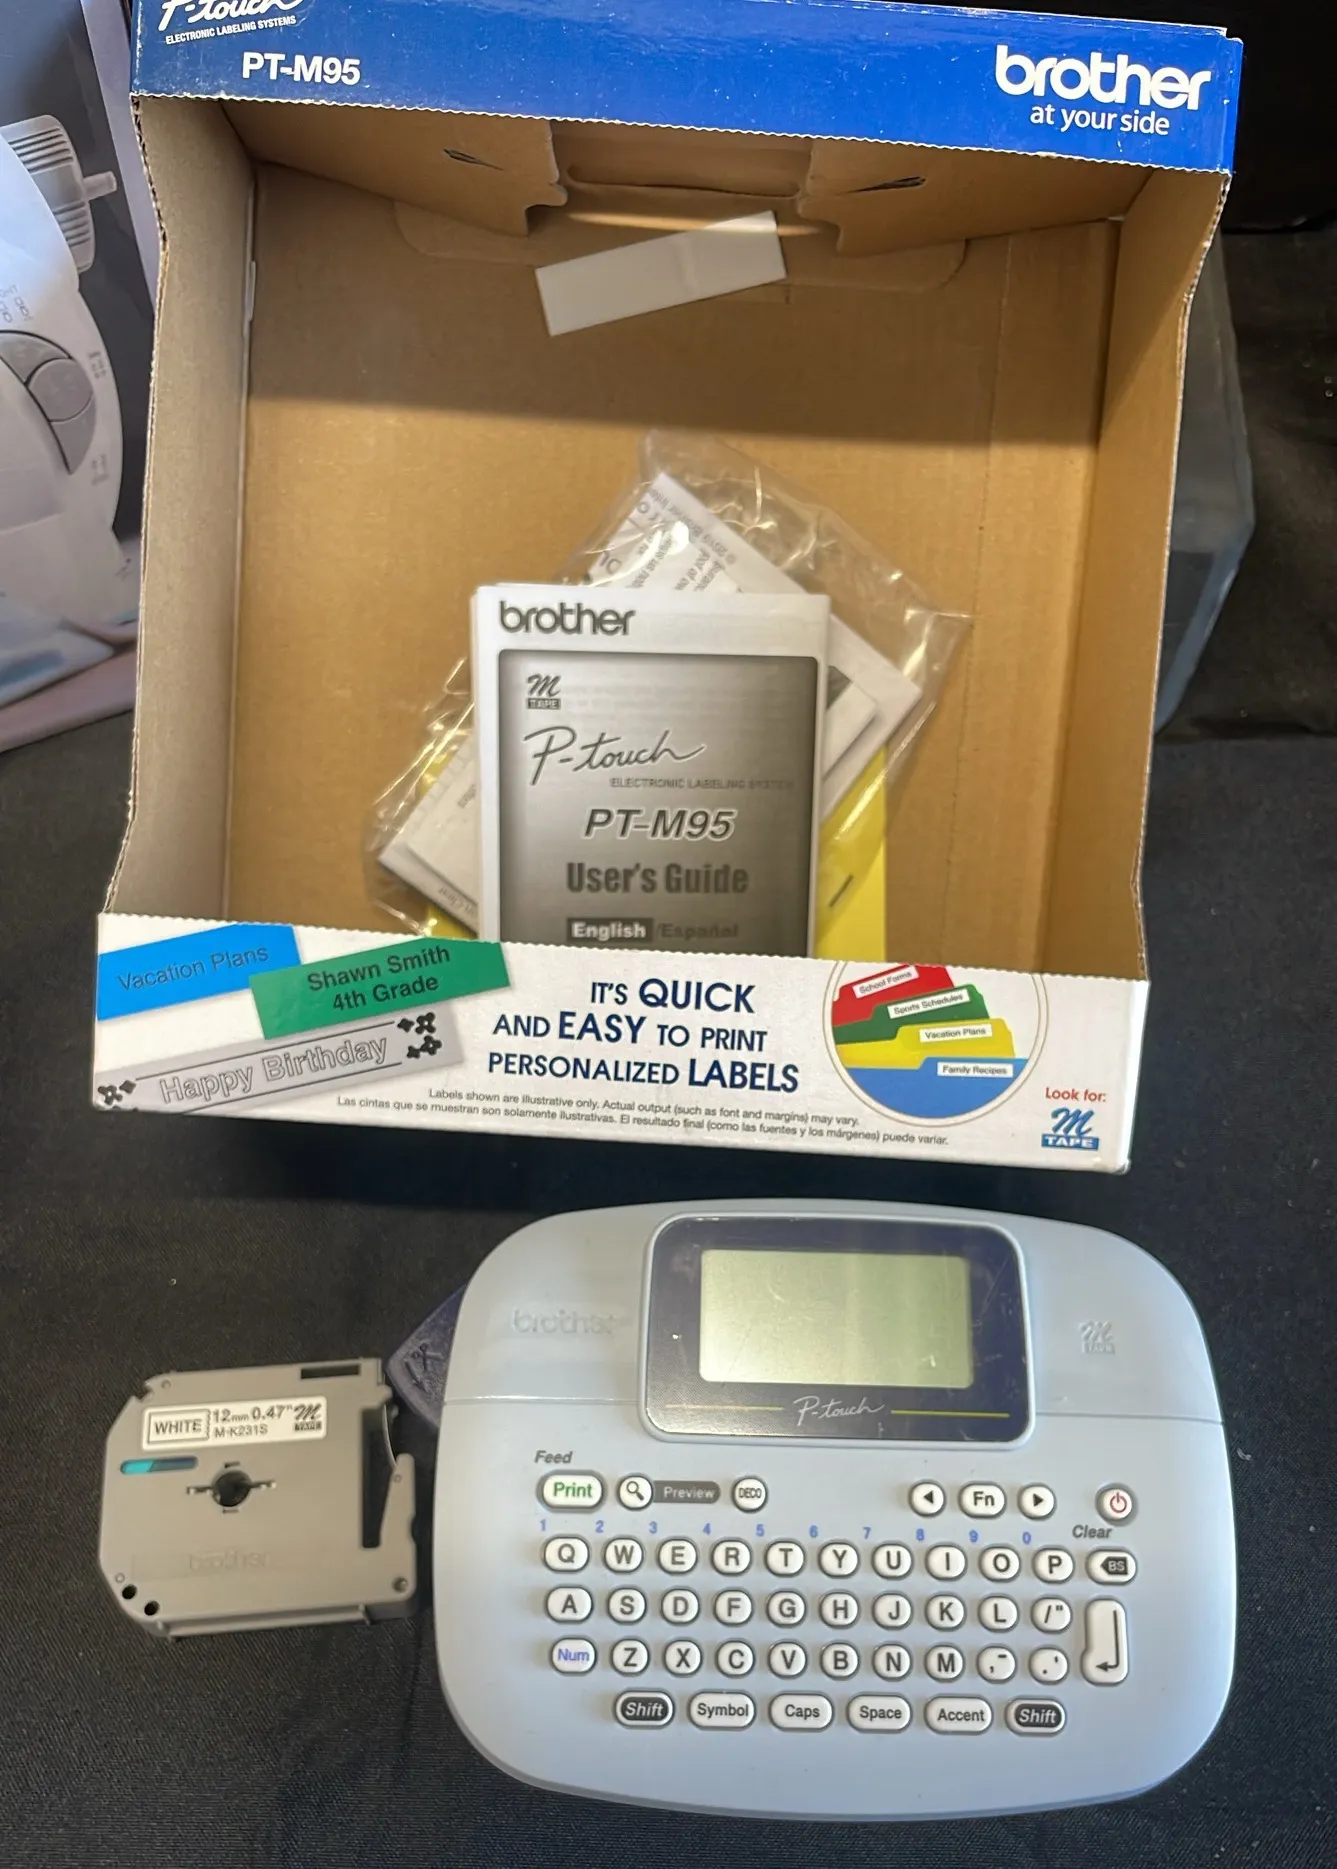 P-touch
ELECTRONIC LABELING SYSTEMS
PT-M95
brother
at your side
brother
m
TAPE
P-touch
ELECTRONIC LABELING SYSTEM
PT-M95
User's Guide
English /Español
Vacation Plans
Shawn Smith
4th Grade
Happy Birthday
IT'S QUICK
AND EASY TO PRINT
PERSONALIZED LABELS
School Forms
Sports Schedules
Vacation Plans
Family Recipes
Labels shown are illustrative only. Actual output (such as font and margins) may vary.
Las cintas que se muestran son solamente ilustrativas. El resultado final (como las fuentes y los márgenes) puede variar.
Look for:
m
TAPE
WHITE 12mm 0.47" m TAPE
M-K231S
brother
brother
m
TAPE
P-touch
Feed
Print Preview DECO ◀ Fn ▶
1 2 3 4 5 6 7 8 9 0 Clear
Q W E R T Y U I O P BS
A S D F G H J K L /"
Num Z X C V B N M ,- .'
Shift Symbol Caps Space Accent Shift